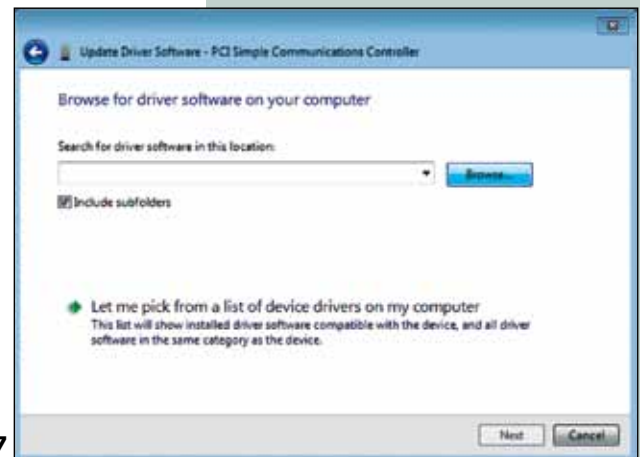 Update Driver Software - PCI Simple Communications Controller
Browse for driver software on your computer
Search for driver software in this location:
Browse...
Include subfolders
Let me pick from a list of device drivers on my computer
This list will show installed driver software compatible with the device, and all driver
software in the same category as the device.
Next Cancel
7